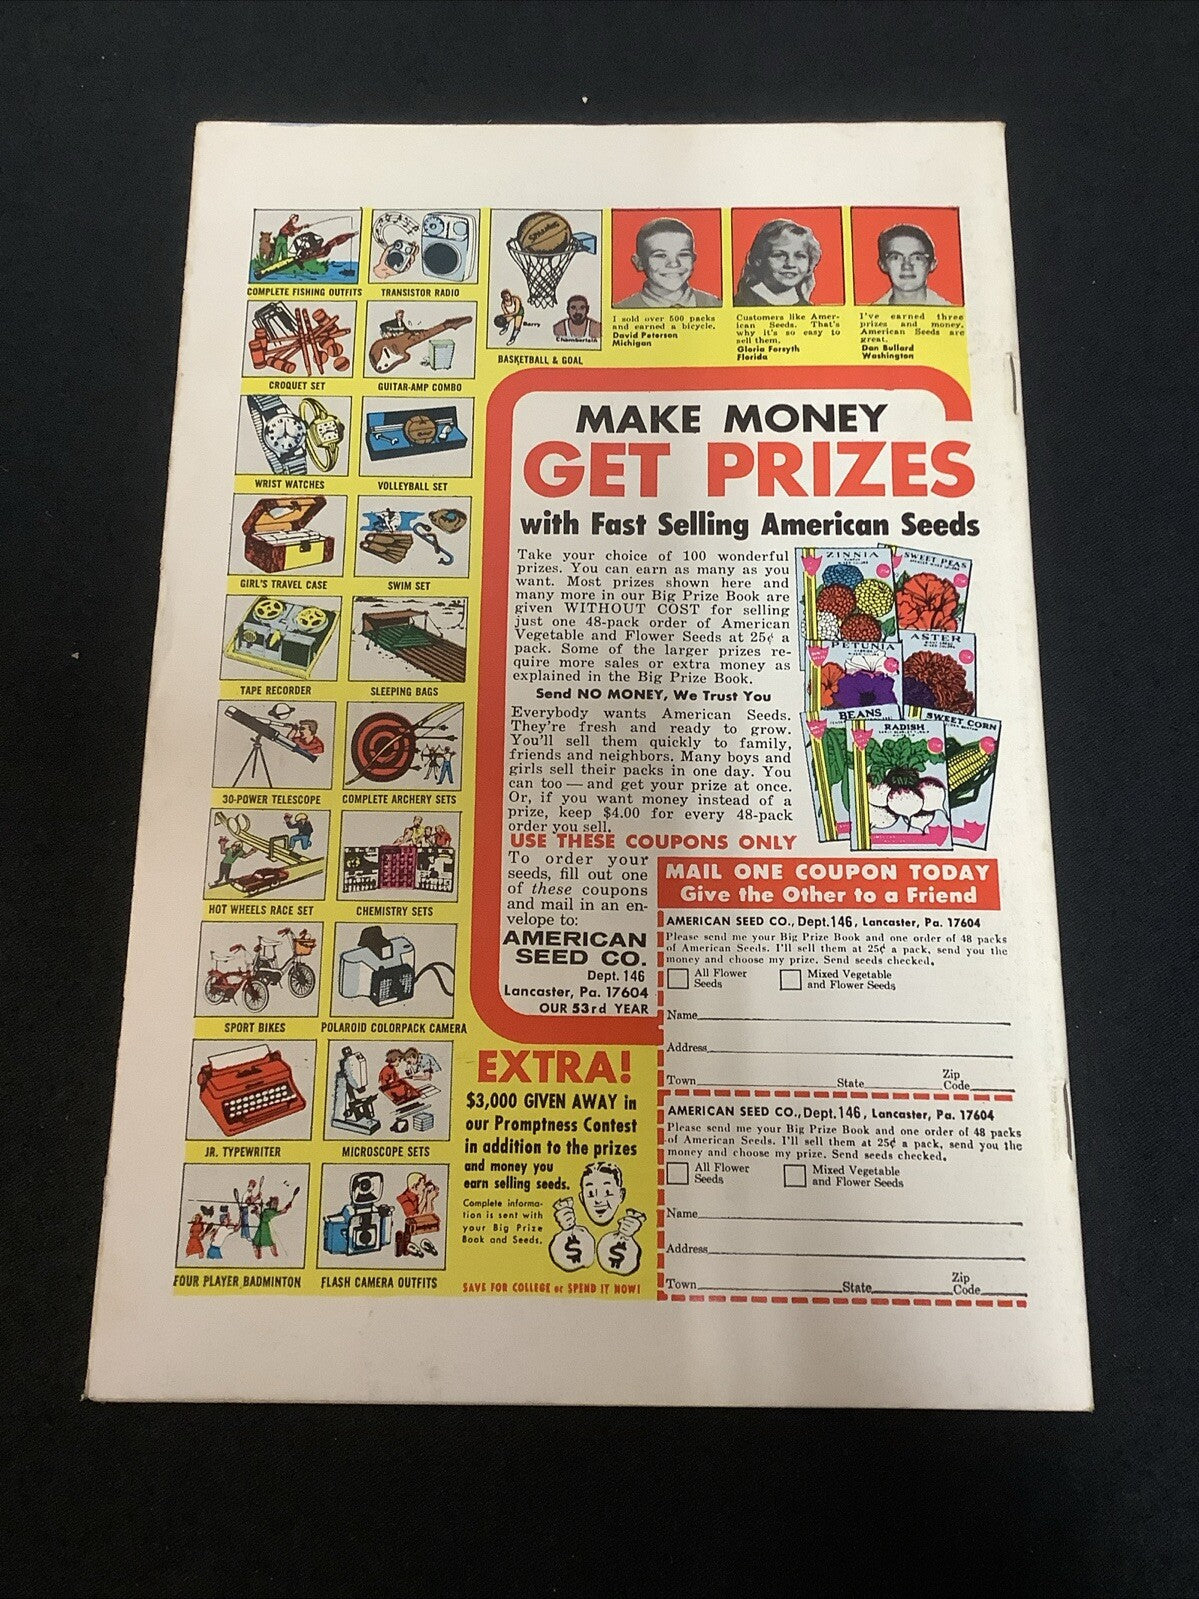 COMPLETE FISHING OUTFITS
TRANSISTOR RADIO
CROQUET SET
GUITAR-AMP COMBO
WRIST WATCHES
VOLLEYBALL SET
GIRL'S TRAVEL CASE
SWIM SET
TAPE RECORDER
SLEEPING BAGS
30-POWER TELESCOPE
COMPLETE ARCHERY SETS
HOT WHEELS RACE SET
CHEMISTRY SETS
SPORT BIKES
POLAROID COLORPACK CAMERA
JR. TYPEWRITER
MICROSCOPE SETS
FOUR PLAYER BADMINTON
FLASH CAMERA OUTFITS
Spalding
Barry
Chamberlain
BASKETBALL & GOAL
I sold over 500 packs
and earned a bicycle.
David Peterson
Michigan
Customers like Amer-
ican Seeds. That's
why it's so easy to
sell them.
Gloria Forsyth
Florida
I've earned three
prizes and money.
American Seeds are
great.
Dan Bullard
Washington
MAKE MONEY
GET PRIZES
with Fast Selling American Seeds
Take your choice of 100 wonderful
prizes. You can earn as many as you
want. Most prizes shown here and
many more in our Big Prize Book are
given WITHOUT COST for selling
just one 48-pack order of American
Vegetable and Flower Seeds at 25¢ a
pack. Some of the larger prizes re-
quire more sales or extra money as
explained in the Big Prize Book.
Send NO MONEY, We Trust You
Everybody wants American Seeds.
They're fresh and ready to grow.
You'll sell them quickly to family,
friends and neighbors. Many boys and
girls sell their packs in one day. You
can too — and get your prize at once.
Or, if you want money instead of a
prize, keep $4.00 for every 48-pack
order you sell.
ZINNIA
SWEET PEAS
ASTER
PETUNIA
BEANS
SWEET CORN
RADISH
USE THESE COUPONS ONLY
To order your
seeds, fill out one
of these coupons
and mail in an en-
velope to:
AMERICAN
SEED CO.
Dept. 146
Lancaster, Pa. 17604
OUR 53rd YEAR
MAIL ONE COUPON TODAY
Give the Other to a Friend
AMERICAN SEED CO., Dept. 146, Lancaster, Pa. 17604
Please send me your Big Prize Book and one order of 48 packs
of American Seeds. I'll sell them at 25¢ a pack, send you the
money and choose my prize. Send seeds checked.
All Flower
Seeds
Mixed Vegetable
and Flower Seeds
Name
Address
Town State Zip
Code
AMERICAN SEED CO., Dept. 146, Lancaster, Pa. 17604
Please send me your Big Prize Book and one order of 48 packs
of American Seeds. I'll sell them at 25¢ a pack, send you the
money and choose my prize. Send seeds checked.
All Flower
Seeds
Mixed Vegetable
and Flower Seeds
Name
Address
Town State Zip
Code
EXTRA!
$3,000 GIVEN AWAY in
our Promptness Contest
in addition to the prizes
and money you
earn selling seeds.
Complete informa-
tion is sent with
your Big Prize
Book and Seeds.
$ $
SAVE FOR COLLEGE or SPEND IT NOW!